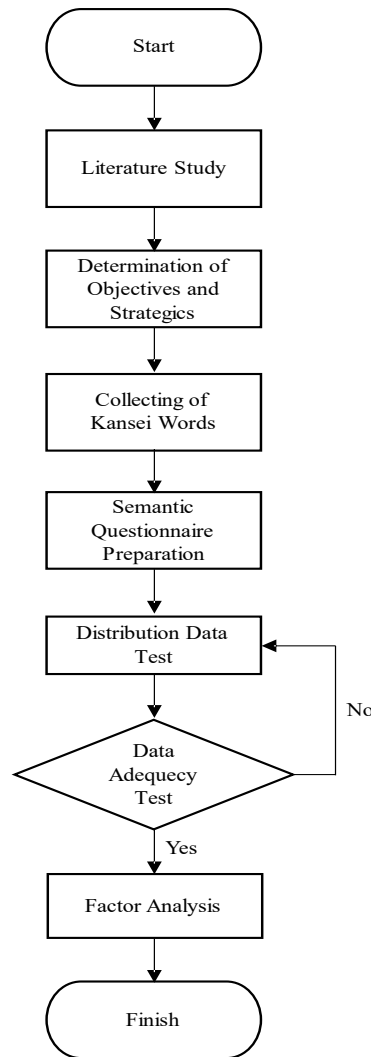 Start
Literature Study
Determination of
Objectives and
Strategics
Collecting of
Kansei Words
Semantic
Questionnaire
Preparation
Distribution Data
Test
No
Data
Adequecy
Test
Yes
Factor Analysis
Finish